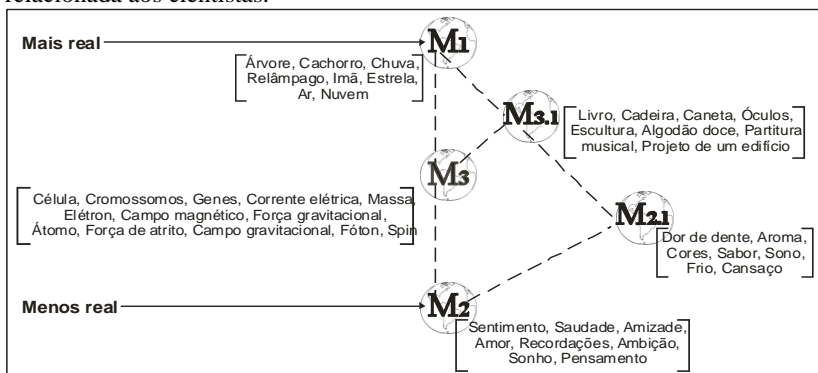 relacionada aos cientistas.
Mais real
M1
Árvore, Cachorro, Chuva,
Relâmpago, Imã, Estrela,
Ar, Nuvem
M3.1
Livro, Cadeira, Caneta, Óculos,
Escultura, Algodão doce, Partitura
musical, Projeto de um edifício
M3
Célula, Cromossomos, Genes, Corrente elétrica, Massa,
Elétron, Campo magnético, Força gravitacional,
Átomo, Força de atrito, Campo gravitacional, Fóton, Spin
M2.1
Dor de dente, Aroma,
Cores, Sabor, Sono,
Frio, Cansaço
Menos real
M2
Sentimento, Saudade, Amizade,
Amor, Recordações, Ambição,
Sonho, Pensamento